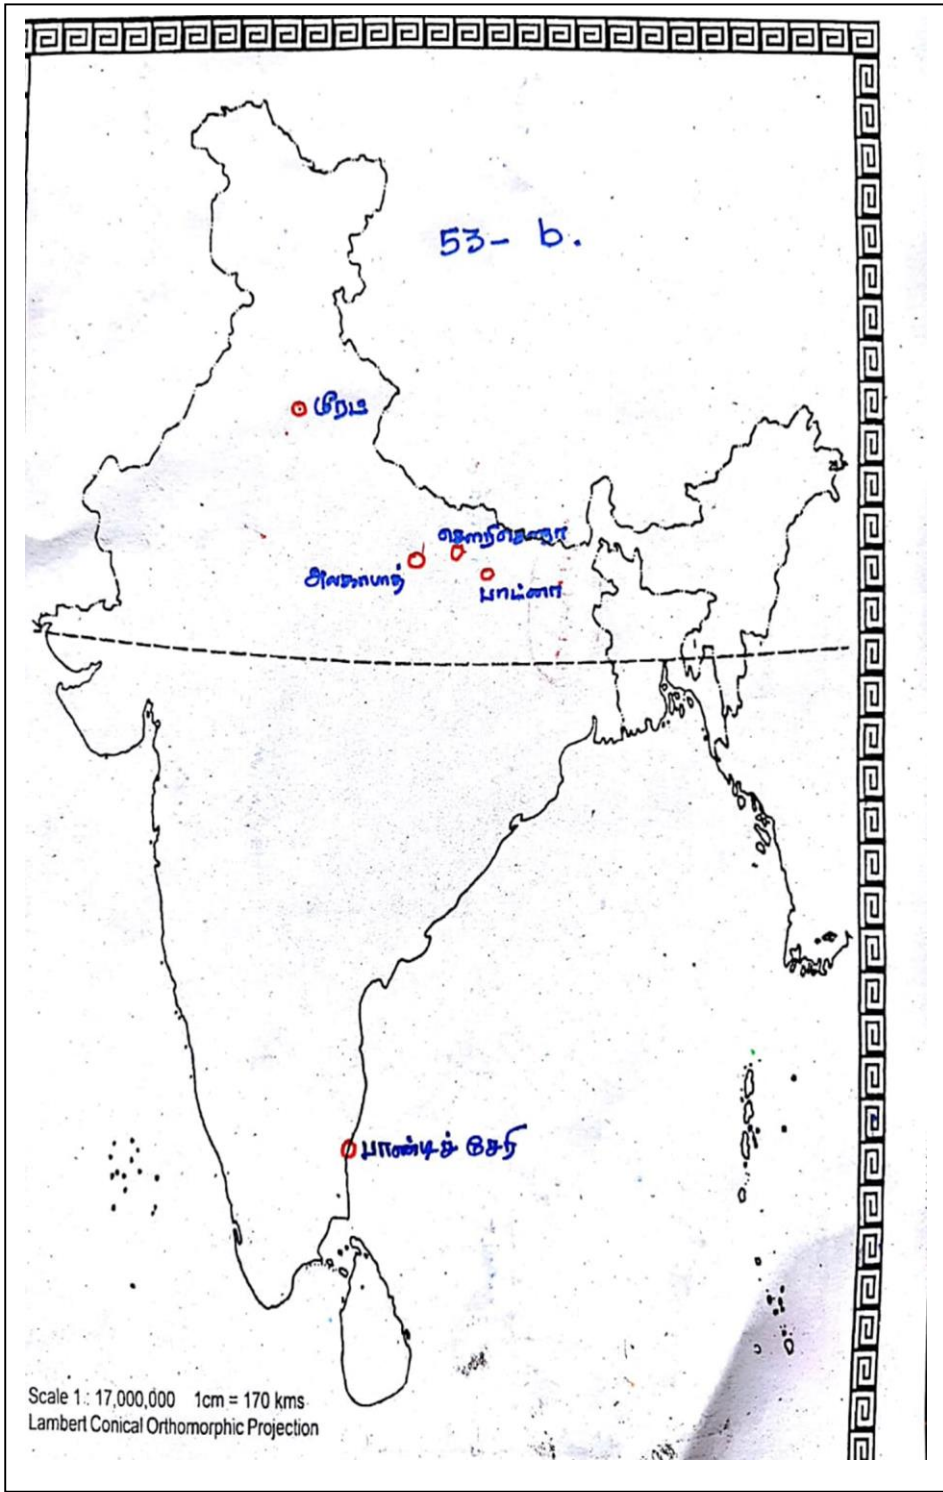 53- b.
மீரட்
சௌரிசௌரா
அலகாபாத்
பாட்னா
பாண்டிச் சேரி
Scale 1 : 17,000,000 1cm = 170 kms
Lambert Conical Orthomorphic Projection